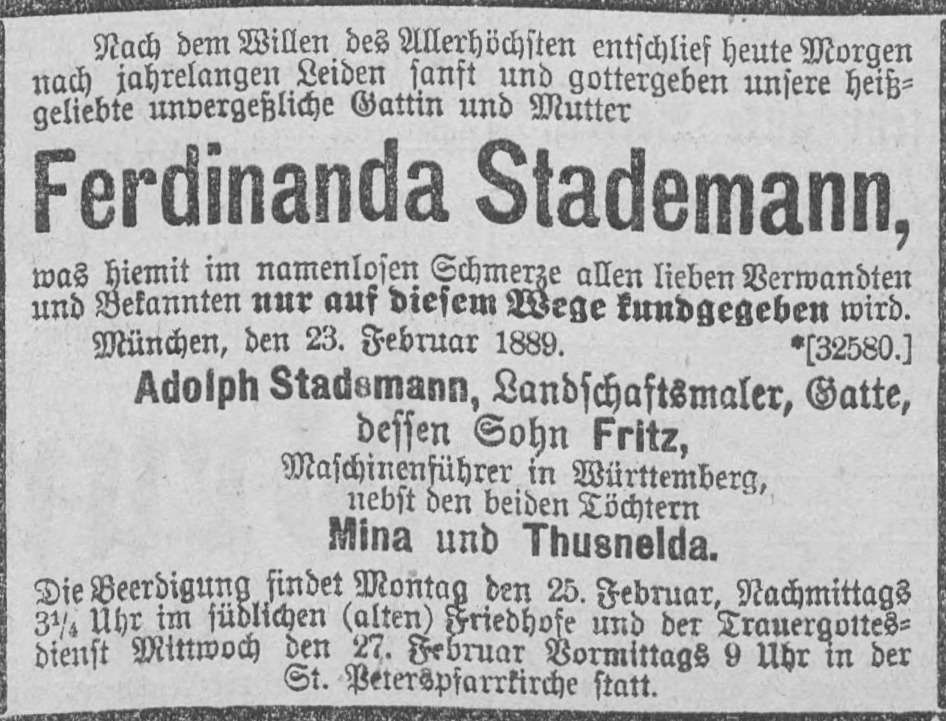 Nach dem Willen des Allerhöchsten entschlief heute Morgen
nach jahrelangen Leiden sanft und gottergeben unsere heiß-
geliebte unvergeßliche Gattin und Mutter
Ferdinanda Stademann,
was hiemit im namenlosen Schmerze allen lieben Verwandten
und Bekannten nur auf diesem Wege kundgegeben wird.
München, den 23. Februar 1889. *[32580.]
Adolph Stademann, Landschaftsmaler, Gatte,
dessen Sohn Fritz,
Maschinenführer in Württemberg,
nebst den beiden Töchtern
Mina und Thusnelda.
Die Beerdigung findet Montag den 25. Februar, Nachmittags
3¼ Uhr im südlichen (alten) Friedhofe und der Trauergottes-
dienst Mittwoch den 27. Februar Vormittags 9 Uhr in der
St. Peterspfarrkirche statt.